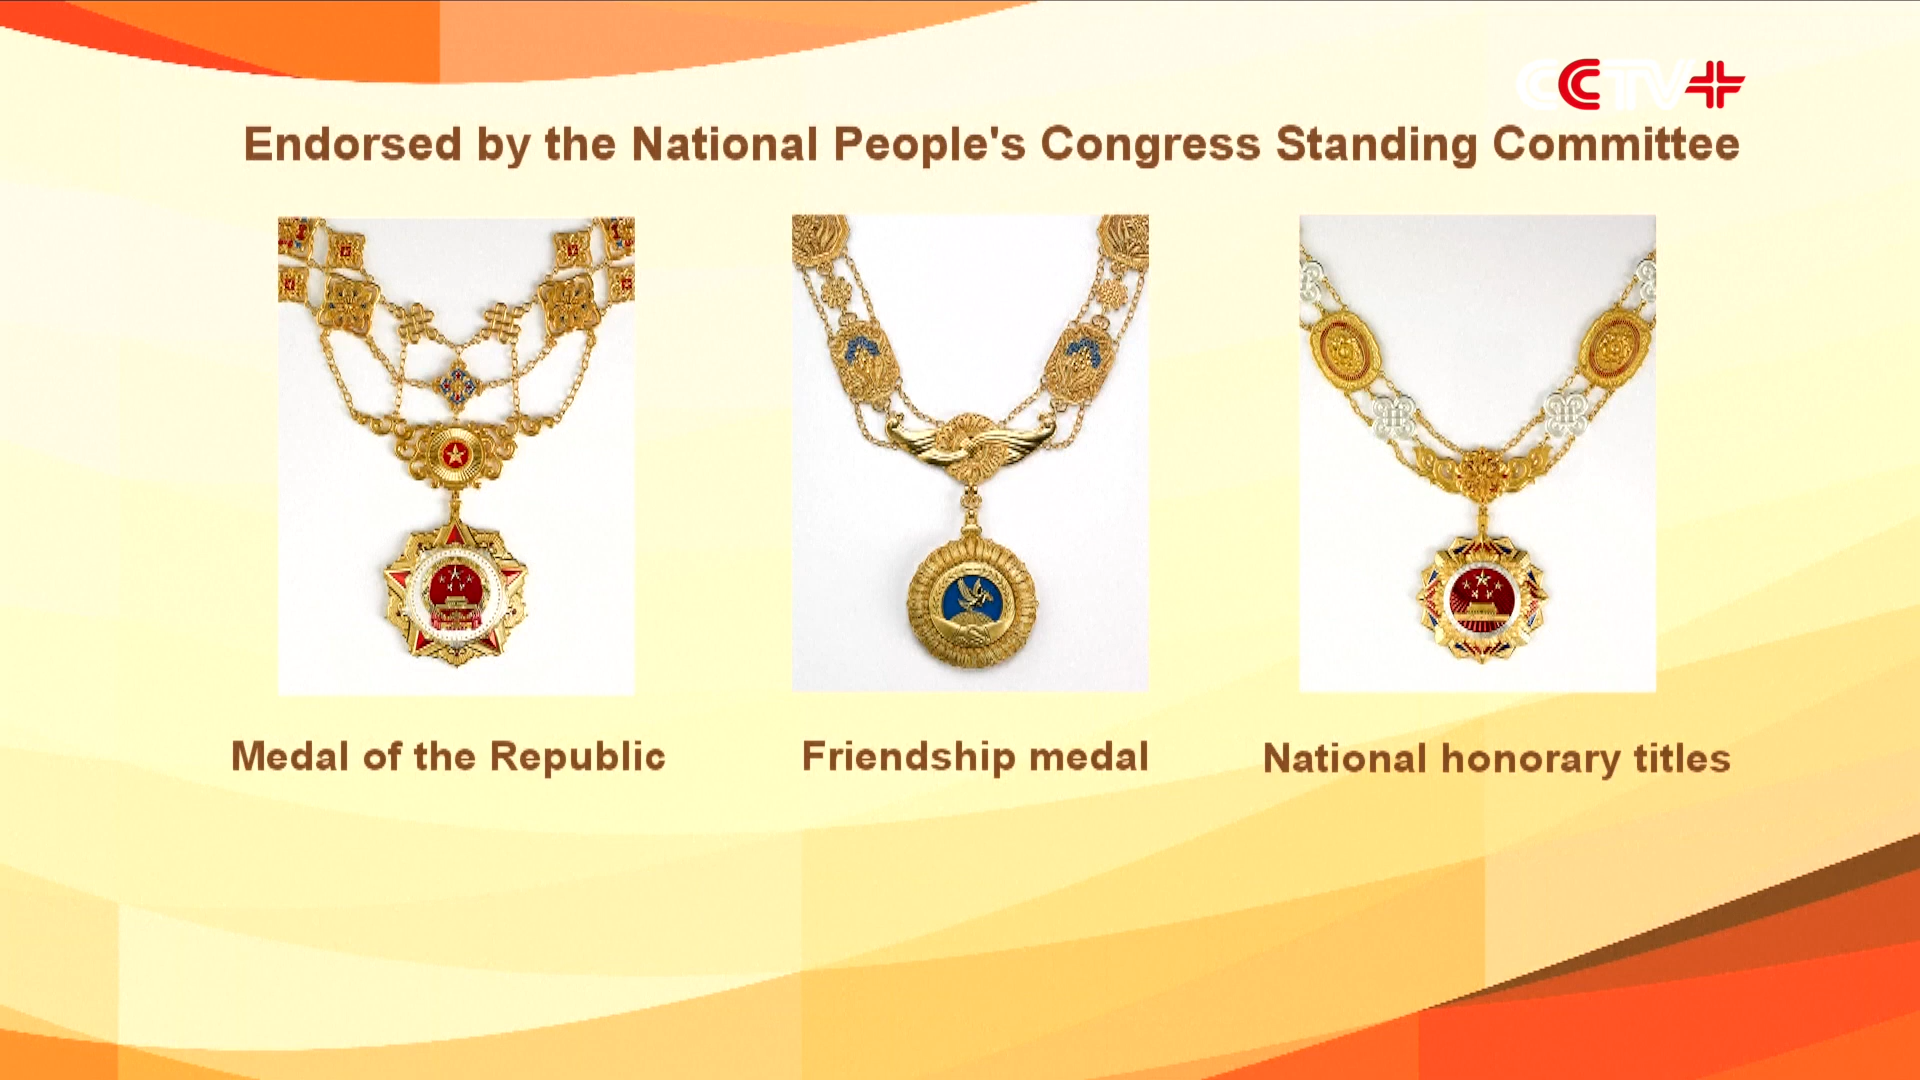 CCTV+
Endorsed by the National People's Congress Standing Committee
Medal of the Republic
Friendship medal
National honorary titles